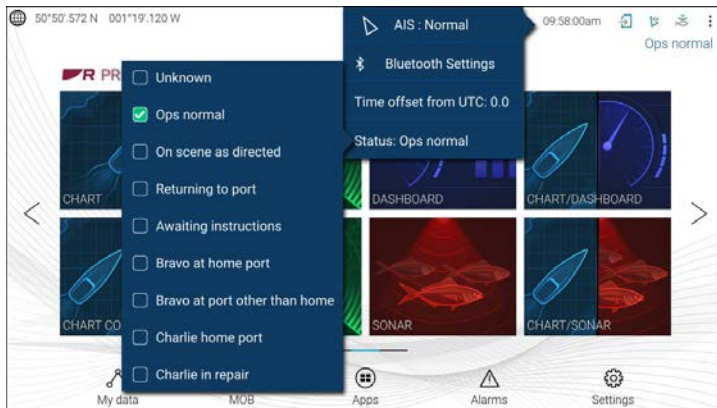 50°50'.572 N 001°19'.120 W
09:58:00am
Ops normal
AIS : Normal
Bluetooth Settings
Time offset from UTC: 0.0
Status: Ops normal
R PR
Unknown
Ops normal
On scene as directed
Returning to port
Awaiting instructions
Bravo at home port
Bravo at port other than home
Charlie home port
Charlie in repair
CHART
DASHBOARD
CHART/DASHBOARD
CHART CO
SONAR
CHART/SONAR
My data
MOB
Apps
Alarms
Settings